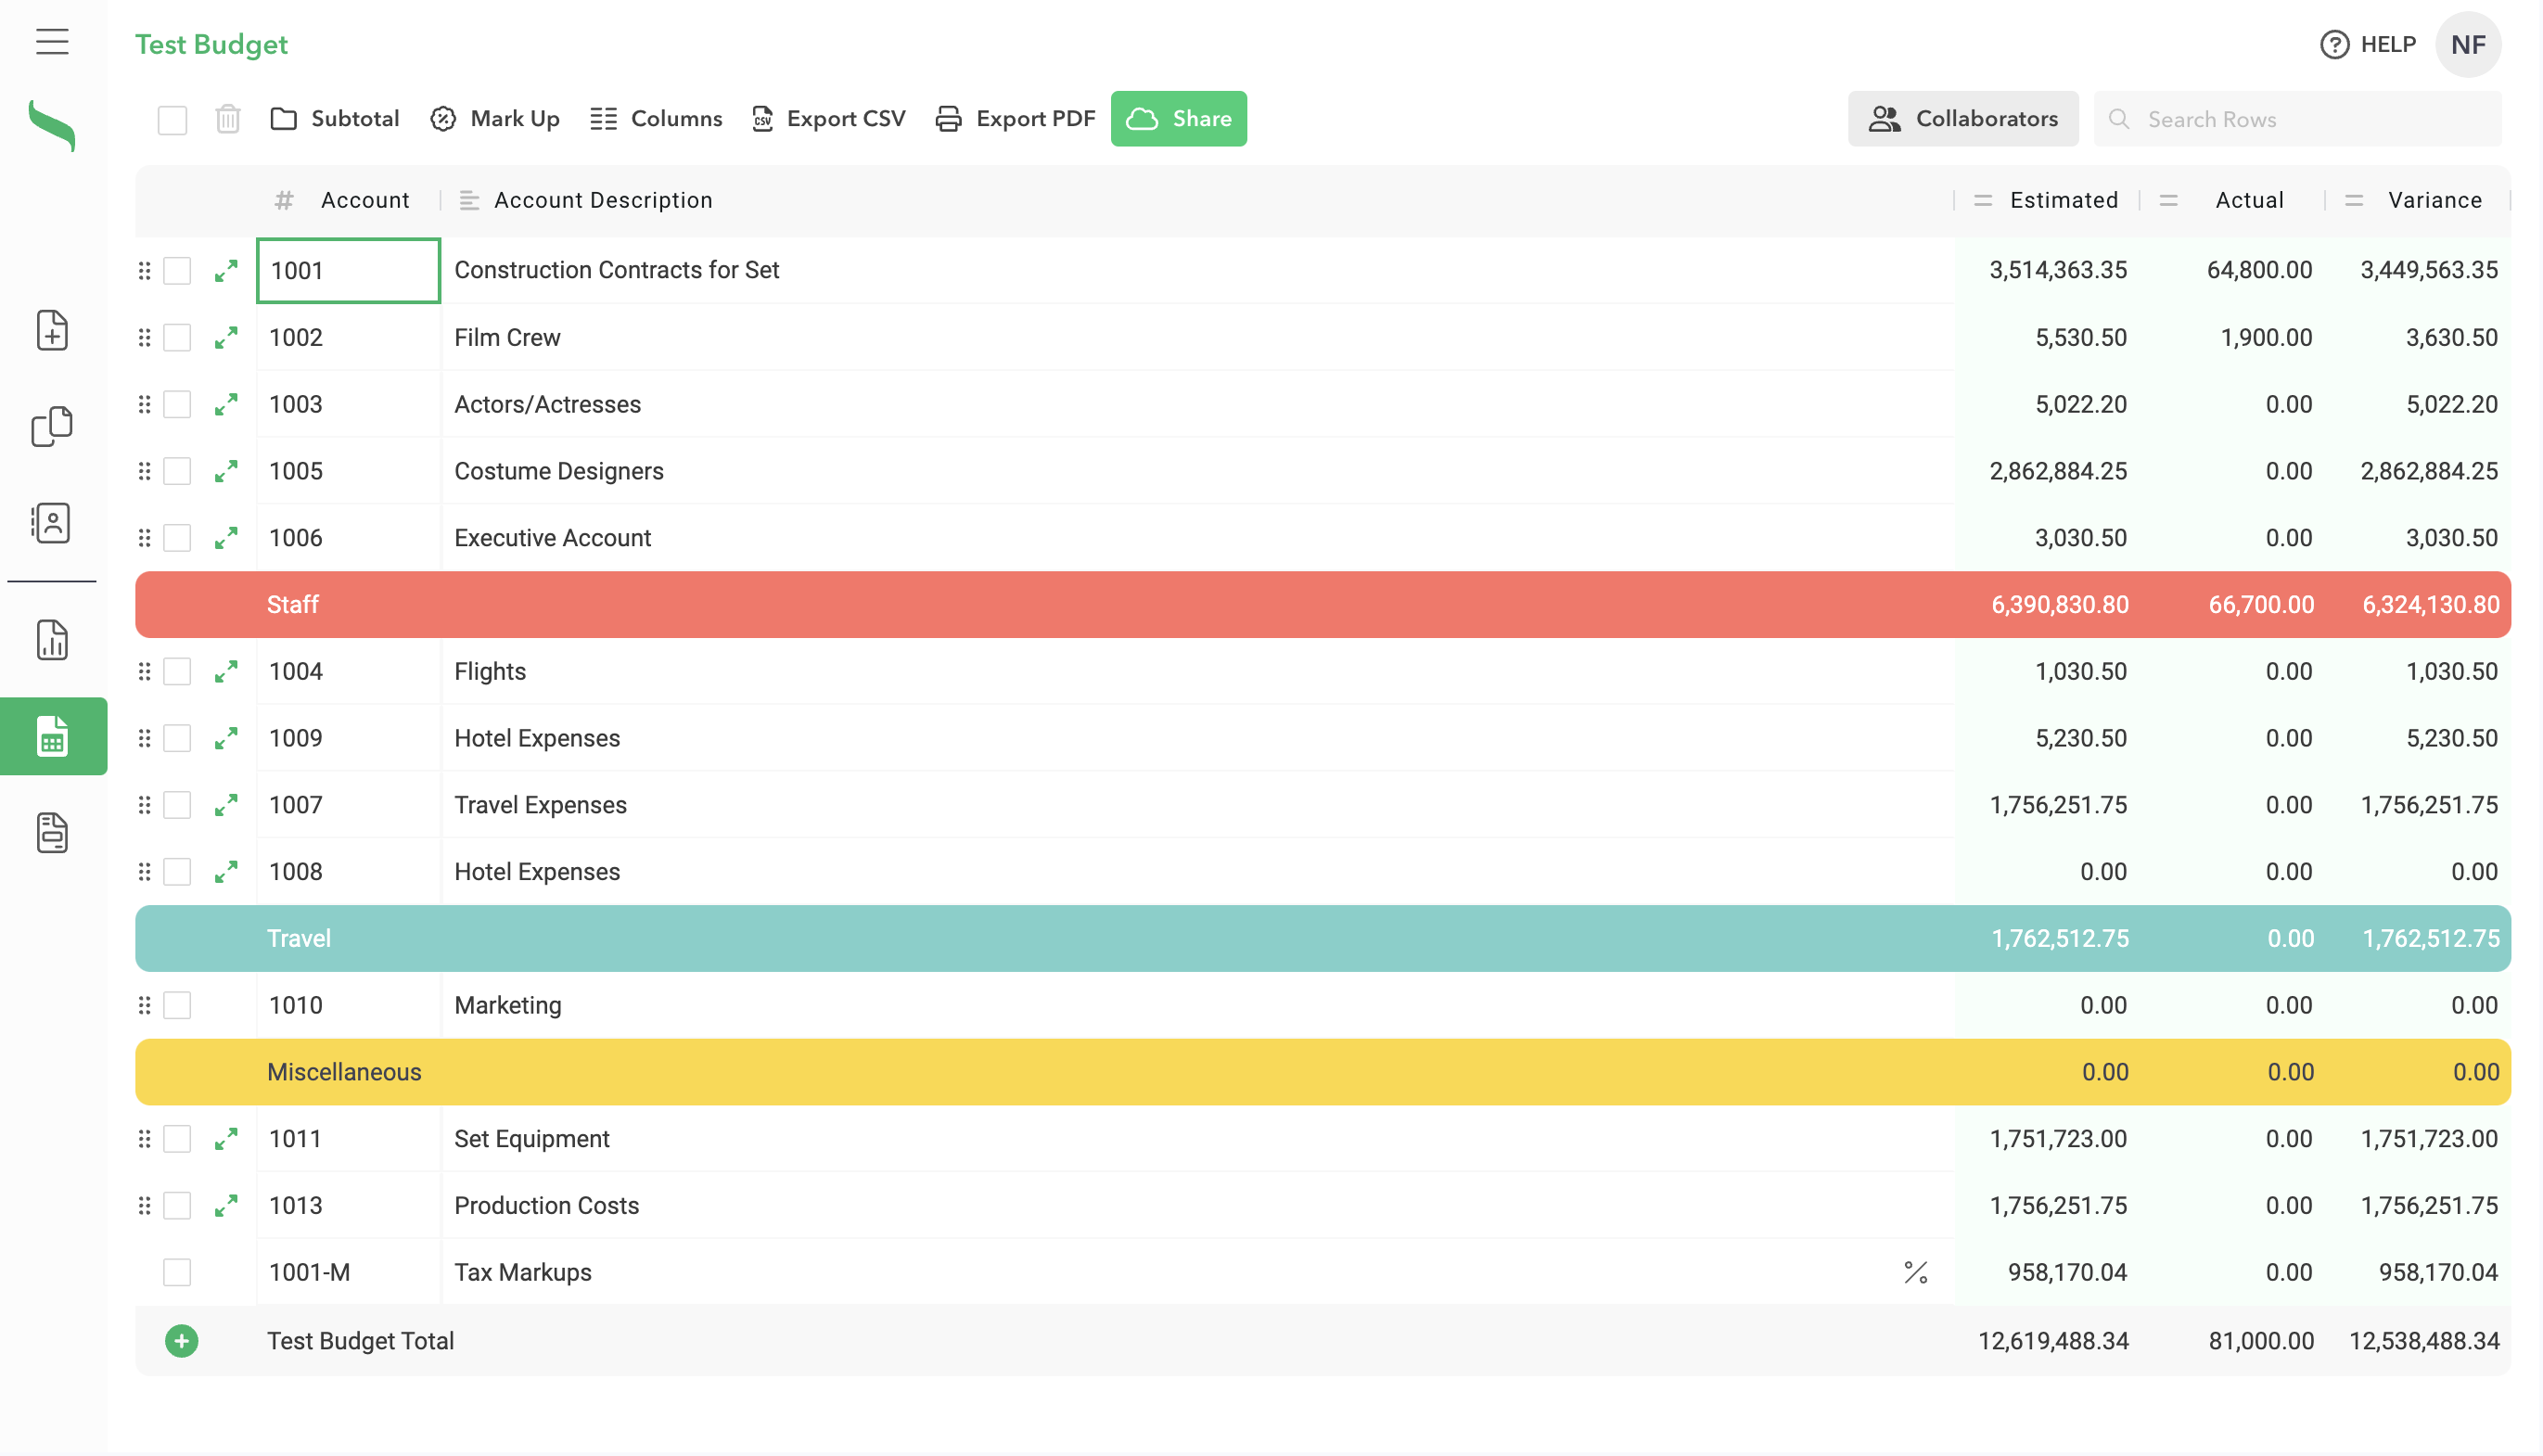 Test Budget
HELP NF
Subtotal Mark Up Columns CSV Export CSV Export PDF Share Collaborators Search Rows
# Account Account Description Estimated Actual Variance
1001 Construction Contracts for Set 3,514,363.35 64,800.00 3,449,563.35
1002 Film Crew 5,530.50 1,900.00 3,630.50
1003 Actors/Actresses 5,022.20 0.00 5,022.20
1005 Costume Designers 2,862,884.25 0.00 2,862,884.25
1006 Executive Account 3,030.50 0.00 3,030.50
Staff 6,390,830.80 66,700.00 6,324,130.80
1004 Flights 1,030.50 0.00 1,030.50
1009 Hotel Expenses 5,230.50 0.00 5,230.50
1007 Travel Expenses 1,756,251.75 0.00 1,756,251.75
1008 Hotel Expenses 0.00 0.00 0.00
Travel 1,762,512.75 0.00 1,762,512.75
1010 Marketing 0.00 0.00 0.00
Miscellaneous 0.00 0.00 0.00
1011 Set Equipment 1,751,723.00 0.00 1,751,723.00
1013 Production Costs 1,756,251.75 0.00 1,756,251.75
1001-M Tax Markups % 958,170.04 0.00 958,170.04
Test Budget Total 12,619,488.34 81,000.00 12,538,488.34